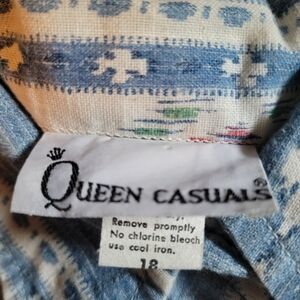 QUEEN CASUALS®
Remove promptly
No chlorine bleach
use cool iron.
18